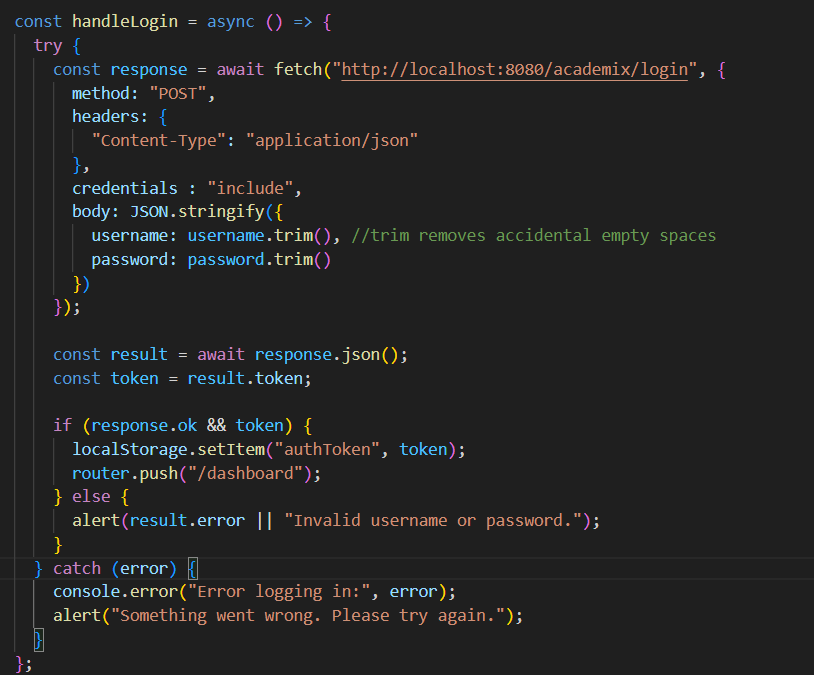 const handleLogin = async () => {
try {
const response = await fetch("http://localhost:8080/academix/login", {
method: "POST",
headers: {
"Content-Type": "application/json"
},
credentials : "include",
body: JSON.stringify({
username: username.trim(), //trim removes accidental empty spaces
password: password.trim()
})
});
const result = await response.json();
const token = result.token;
if (response.ok && token) {
localStorage.setItem("authToken", token);
router.push("/dashboard");
} else {
alert(result.error || "Invalid username or password.");
}
} catch (error) {
console.error("Error logging in:", error);
alert("Something went wrong. Please try again.");
}
};